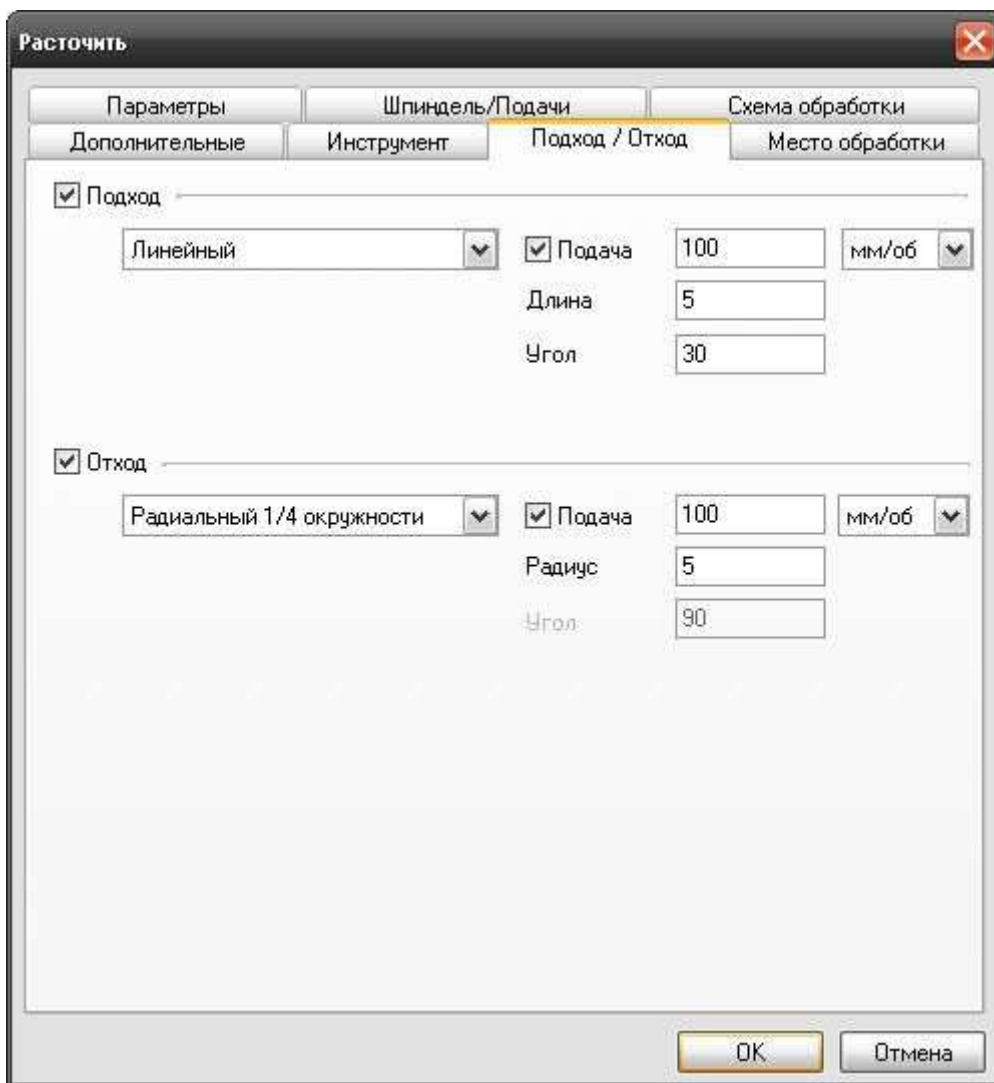 Расточить
Параметры Шпиндель/Подачи Схема обработки
Дополнительные Инструмент Подход / Отход Место обработки
Подход
Линейный Подача 100 мм/об
Длина 5
Угол 30
Отход
Радиальный 1/4 окружности Подача 100 мм/об
Радиус 5
Угол 90
OK Отмена